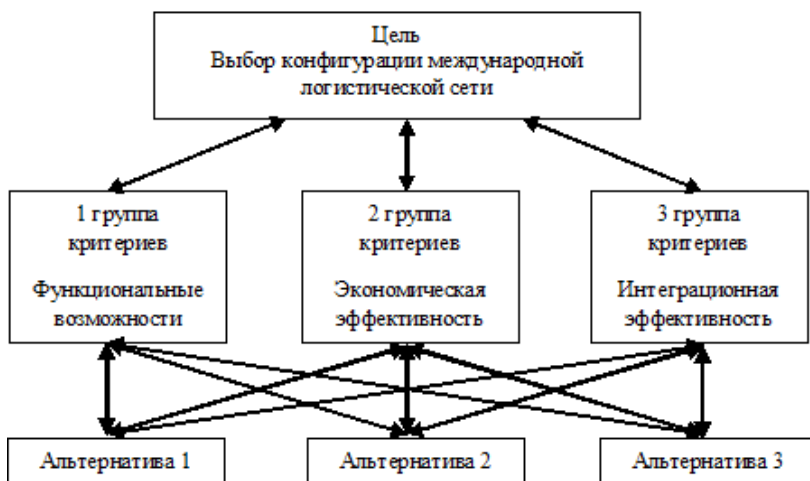 Цель
Выбор конфигурации международной
логистической сети
1 группа
критериев
Функциональные
возможности
2 группа
критериев
Экономическая
эффективность
3 группа
критериев
Интеграционная
эффективность
Альтернатива 1
Альтернатива 2
Альтернатива 3